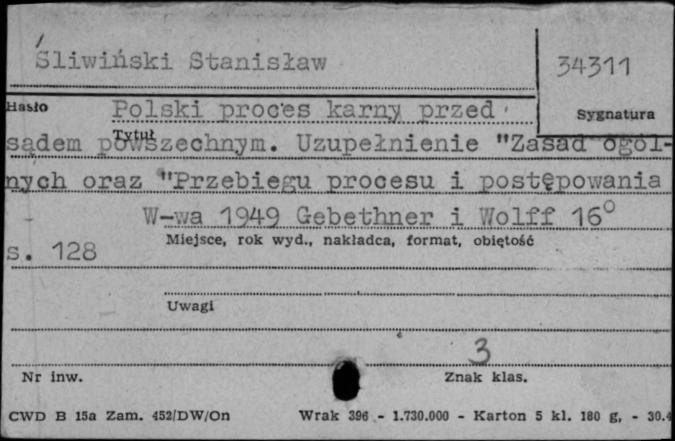 Śliwiński Stanisław
34311
Hasło
Polski proces karny przed
Sygnatura
Tytuł
sądem powszechnym. Uzupełnienie "Zasad ogól-
nych oraz "Przebiegu procesu i postępowania
W-wa 1949 Gebethner i Wolff 16°
Miejsce, rok wyd., nakładca, format, objętość
s. 128
Uwagi
3
Nr inw.
Znak klas.
CWD B 15a Zam. 452/DW/On Wrak 396 - 1.730.000 - Karton 5 kl. 180 g, - 30.4